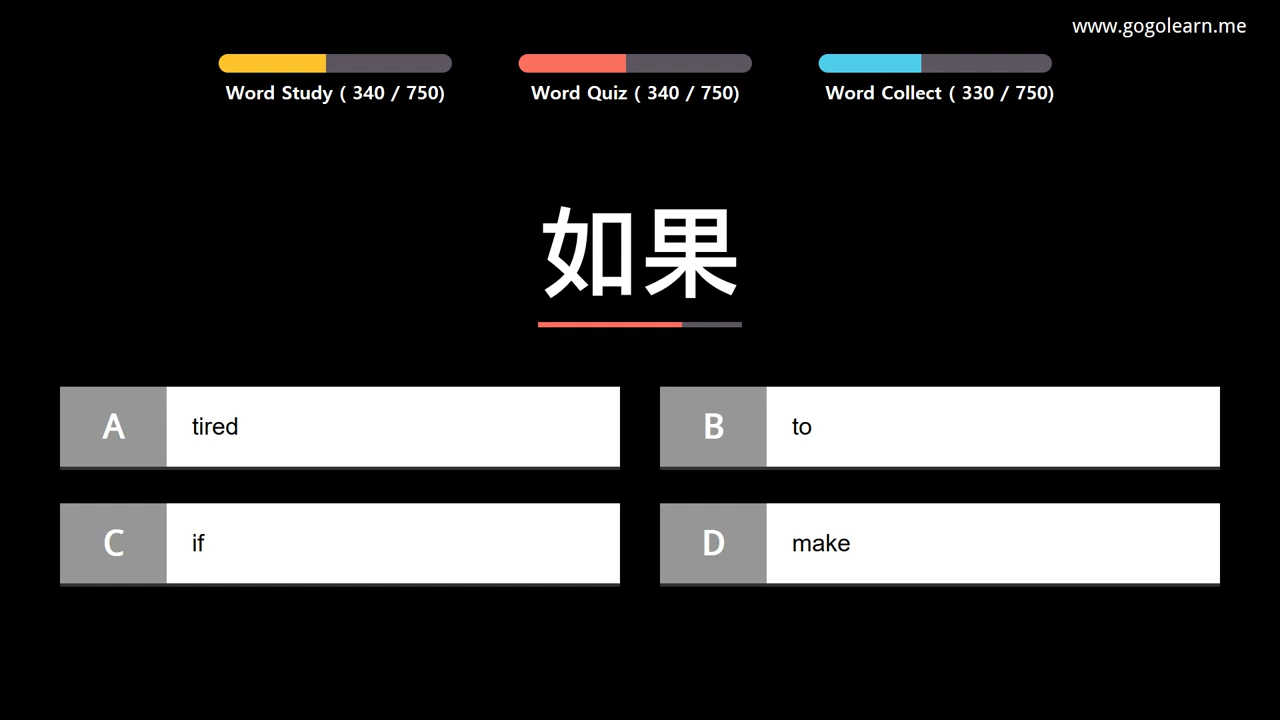 www.gogolearn.me
Word Study ( 340 / 750)
Word Quiz ( 340 / 750)
Word Collect ( 330 / 750)
如果
A tired
B to
C if
D make